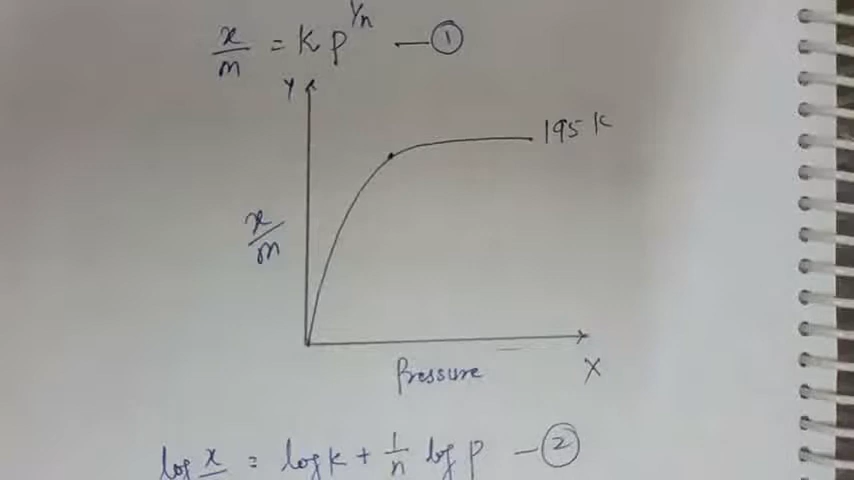 x/m = K P^1/n — ①
Y
195 K
x/m
Pressure
X
log x = log k + 1/n log P — ②